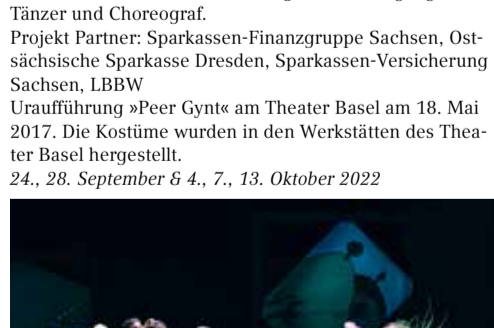 Tänzer und Choreograf.
Projekt Partner: Sparkassen-Finanzgruppe Sachsen, Ost-
sächsische Sparkasse Dresden, Sparkassen-Versicherung
Sachsen, LBBW
Uraufführung »Peer Gynt« am Theater Basel am 18. Mai
2017. Die Kostüme wurden in den Werkstätten des Thea-
ter Basel hergestellt.
24., 28. September & 4., 7., 13. Oktober 2022